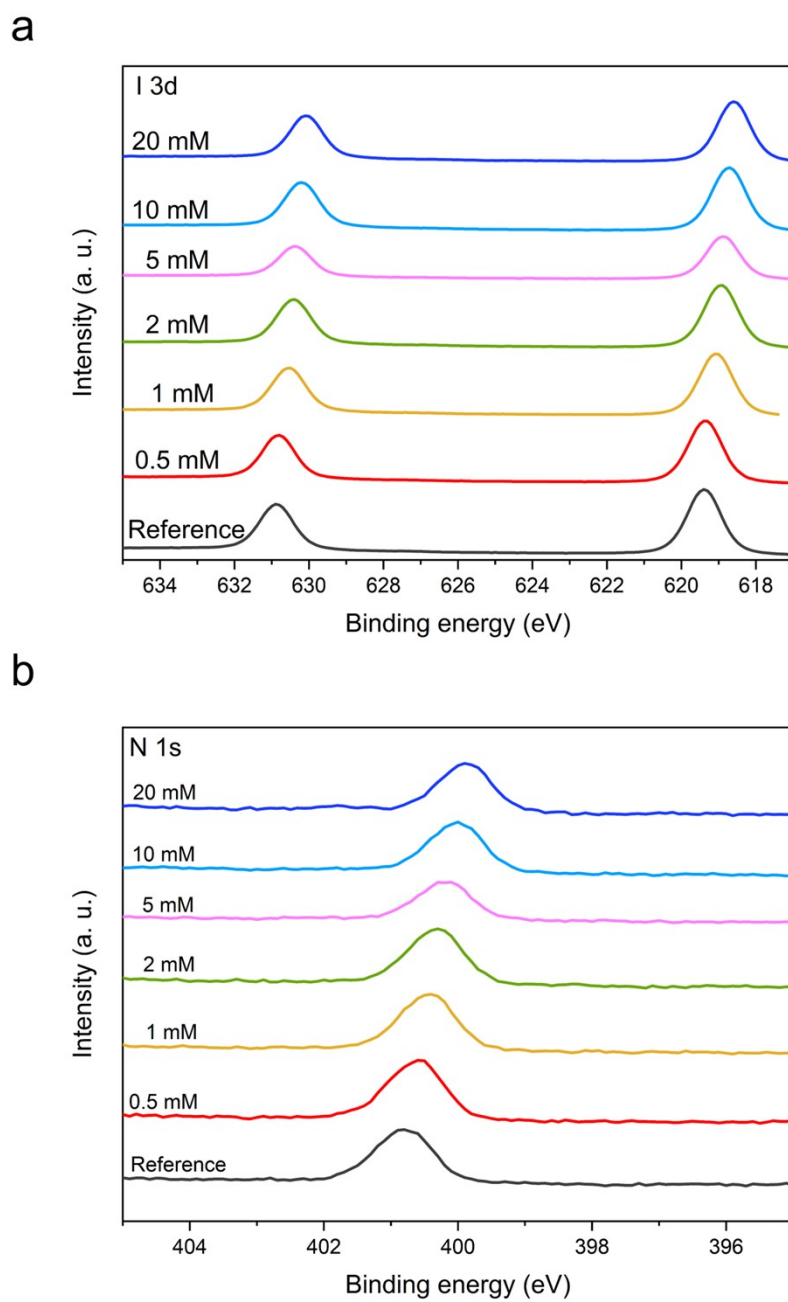 a
I 3d
20 mM
10 mM
5 mM
2 mM
1 mM
0.5 mM
Reference
Intensity (a. u.)
634 632 630 628 626 624 622 620 618
Binding energy (eV)
b
N 1s
20 mM
10 mM
5 mM
2 mM
1 mM
0.5 mM
Reference
Intensity (a. u.)
404 402 400 398 396
Binding energy (eV)